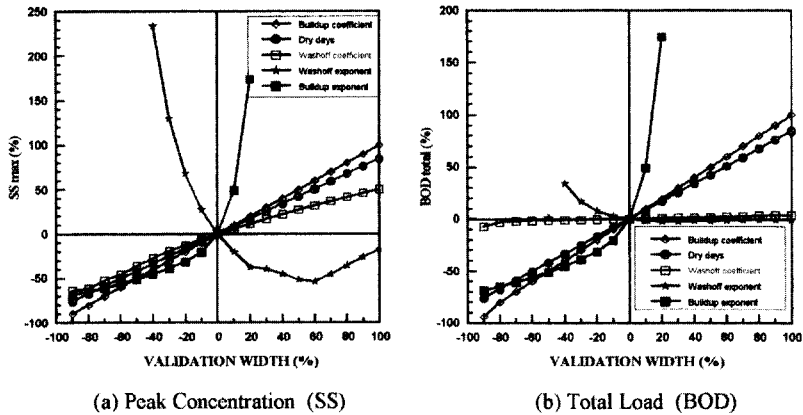 250
200
150
100
50
0
-50
-100
SS max (%)
Buildup coefficient
Dry days
Washoff coefficient
Washoff exponent
Buildup exponent
-100 -80 -60 -40 -20 0 20 40 60 80 100
VALIDATION WIDTH (%)
(a) Peak Concentration (SS)
200
150
100
50
0
-50
-100
BOD total (%)
Buildup coefficient
Dry days
Washoff coefficient
Washoff exponent
Buildup exponent
-100 -80 -60 -40 -20 0 20 40 60 80 100
VALIDATION WIDTH (%)
(b) Total Load (BOD)